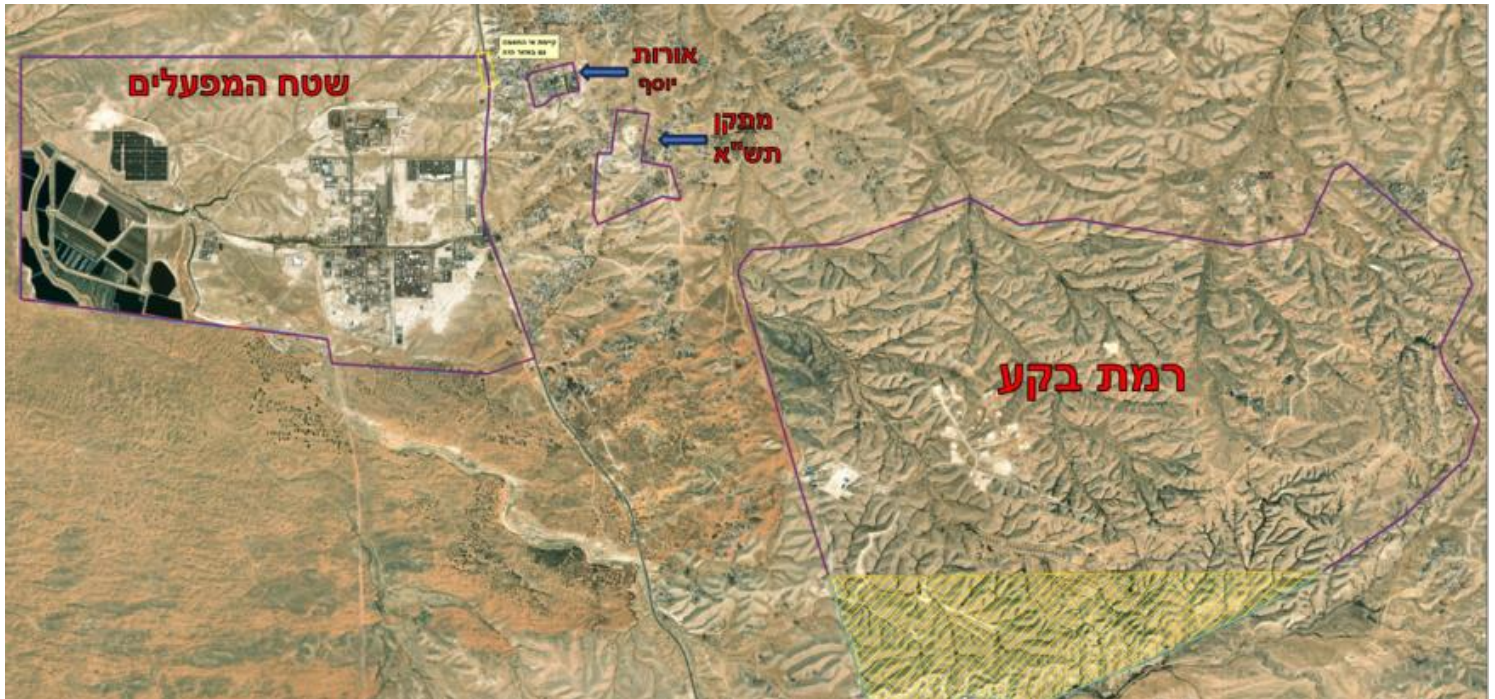 אורות
יוסף
שטח המפעלים
מתקן
תש"א
רמת בקע